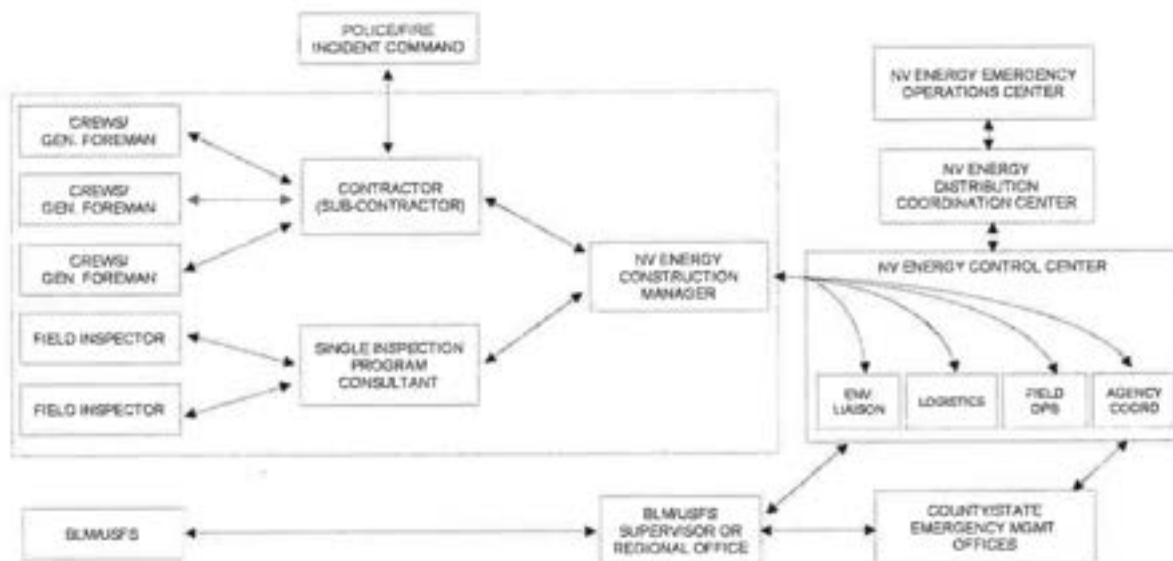 POLICE/FIRE
INCIDENT COMMAND
NV ENERGY EMERGENCY
OPERATIONS CENTER
CREWS/
GEN. FOREMAN
CREWS/
GEN. FOREMAN
CREWS/
GEN. FOREMAN
CONTRACTOR
(SUB-CONTRACTOR)
NV ENERGY
DISTRIBUTION
COORDINATION CENTER
NV ENERGY
CONSTRUCTION
MANAGER
NV ENERGY CONTROL CENTER
FIELD INSPECTOR
FIELD INSPECTOR
SINGLE INSPECTION
PROGRAM
CONSULTANT
ENV
LIAISON
LOGISTICS
FIELD
OPS
AGENCY
COORD
BLM/USFS
BLM/USFS
SUPERVISOR OR
REGIONAL OFFICE
COUNTY/STATE
EMERGENCY MGMT
OFFICES